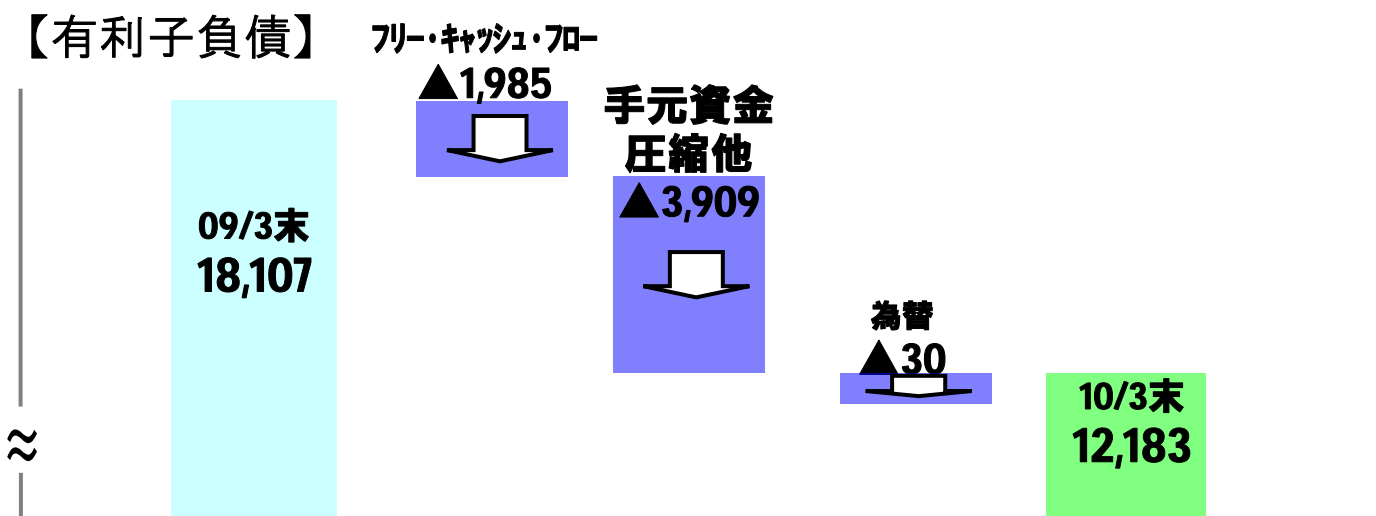 【有利子負債】
フリー・キャッシュ・フロー
▲1,985
手元資金
圧縮他
▲3,909
09/3末
18,107
為替
▲30
10/3末
12,183
≈